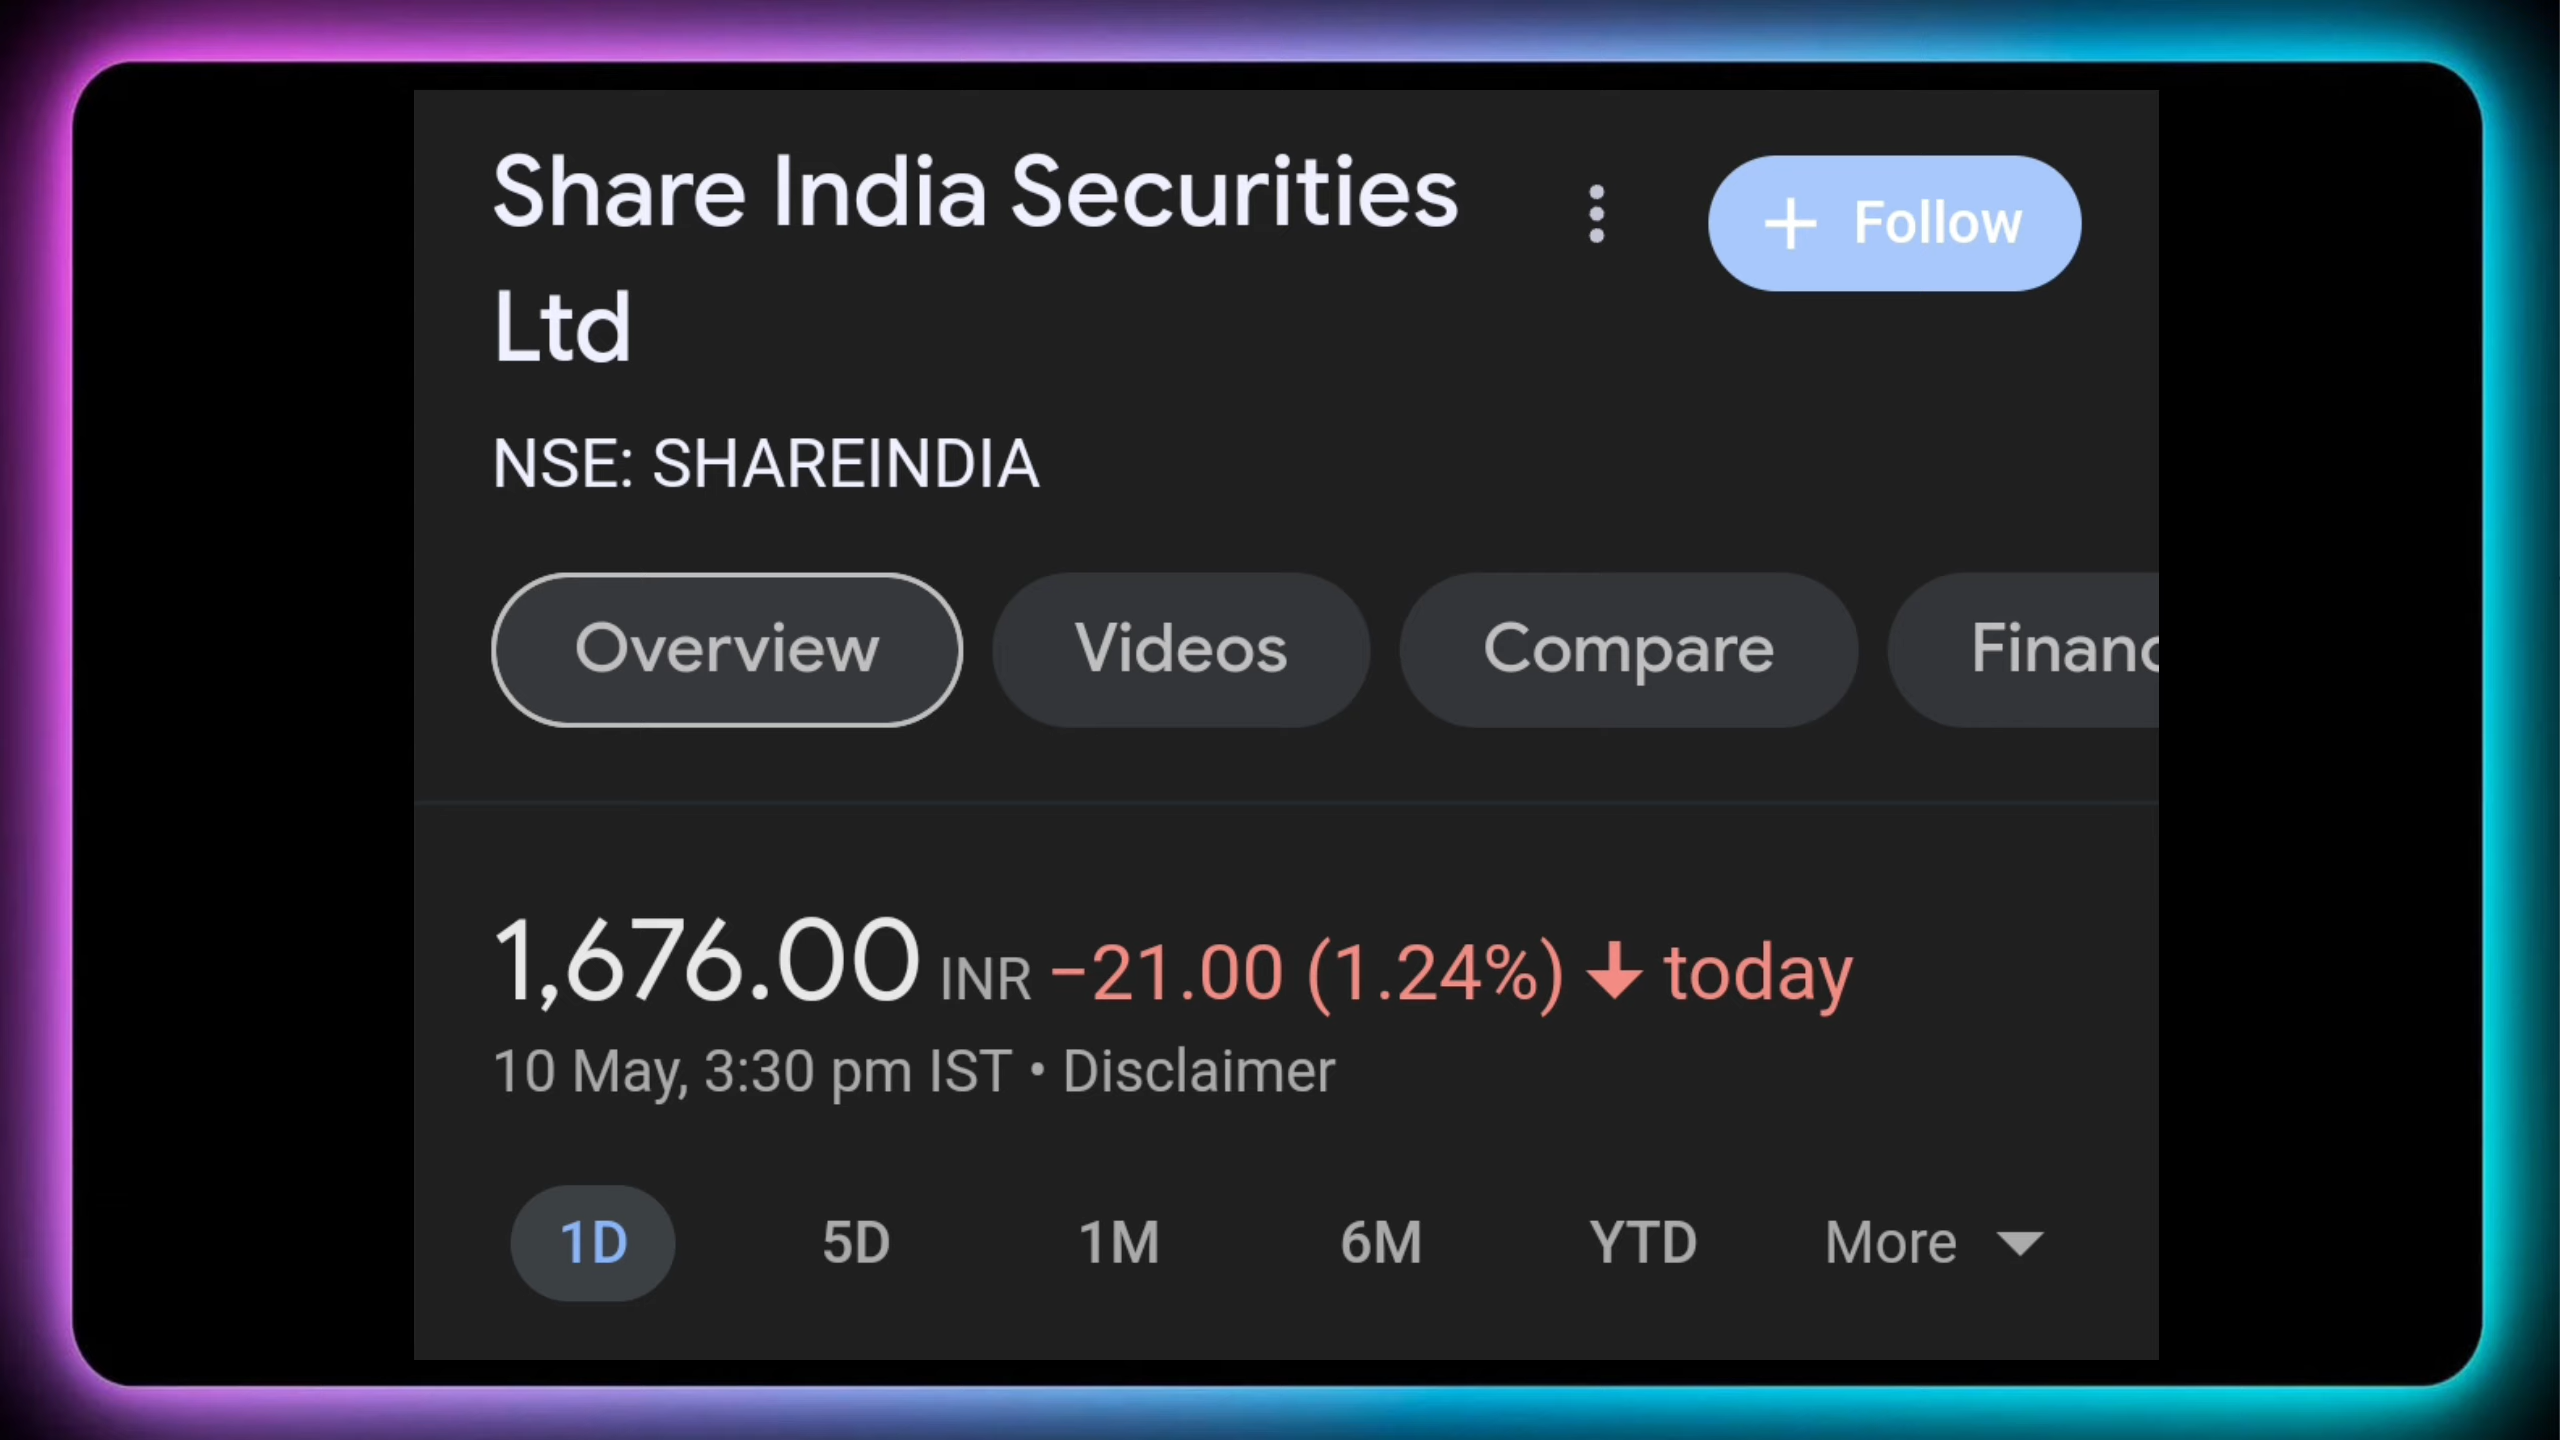 Share India Securities
Ltd
+ Follow
NSE: SHAREINDIA
Overview Videos Compare Financ
1,676.00 INR −21.00 (1.24%) ↓ today
10 May, 3:30 pm IST • Disclaimer
1D 5D 1M 6M YTD More